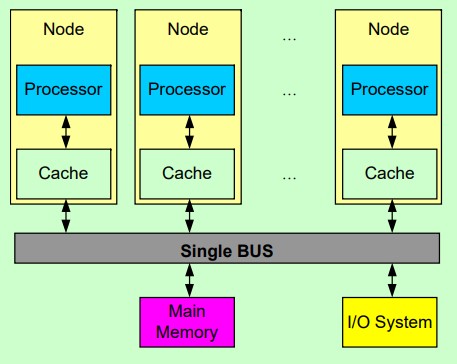 Node Node ... Node
Processor Processor ... Processor
Cache Cache ... Cache
Single BUS
Main
Memory
I/O System